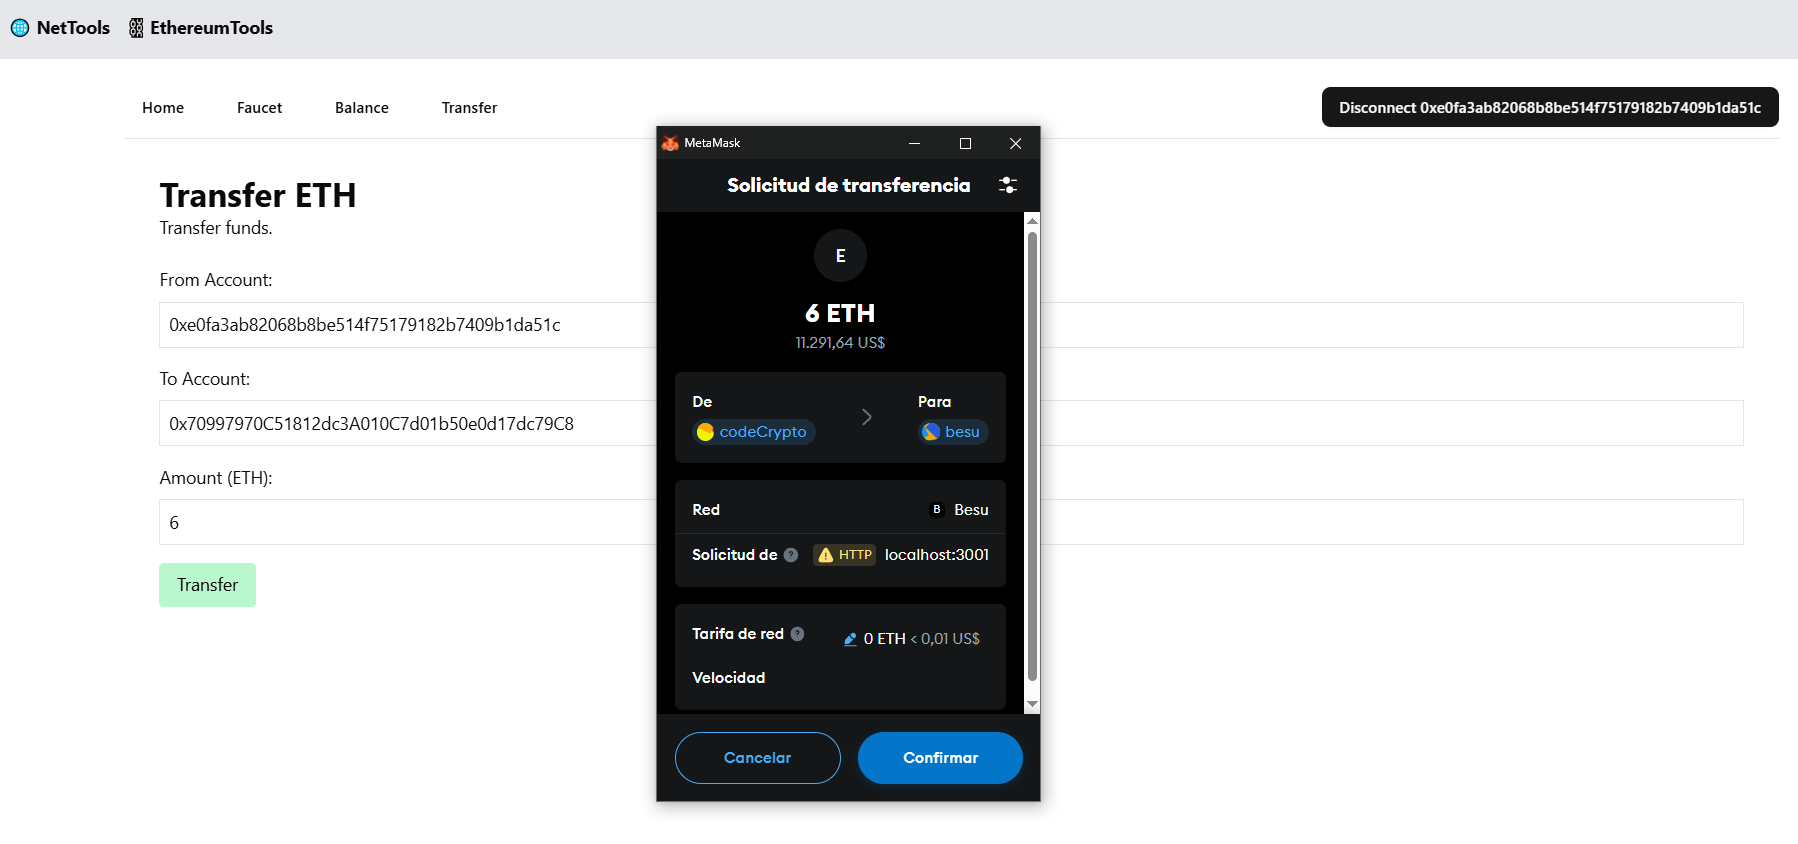 NetTools EthereumTools
Home Faucet Balance Transfer Disconnect 0xe0fa3ab82068b8be514f75179182b7409b1da51c
Transfer ETH
Transfer funds.
From Account:
0xe0fa3ab82068b8be514f75179182b7409b1da51c
To Account:
0x70997970C51812dc3A010C7d01b50e0d17dc79C8
Amount (ETH):
6
Transfer
MetaMask
Solicitud de transferencia
E
6 ETH
11.291,64 US$
De Para
codeCrypto besu
Red B Besu
Solicitud de ? HTTP localhost:3001
Tarifa de red ? 0 ETH < 0,01 US$
Velocidad
Cancelar Confirmar